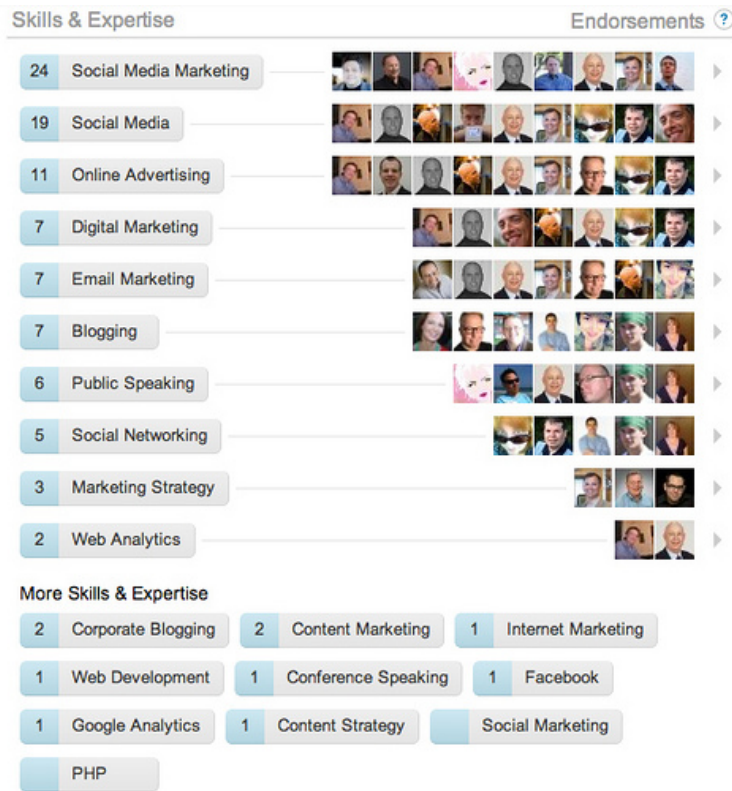 Skills & Expertise Endorsements ?
24 Social Media Marketing
19 Social Media
11 Online Advertising
7 Digital Marketing
7 Email Marketing
7 Blogging
6 Public Speaking
5 Social Networking
3 Marketing Strategy
2 Web Analytics
More Skills & Expertise
2 Corporate Blogging 2 Content Marketing 1 Internet Marketing
1 Web Development 1 Conference Speaking 1 Facebook
1 Google Analytics 1 Content Strategy Social Marketing
PHP